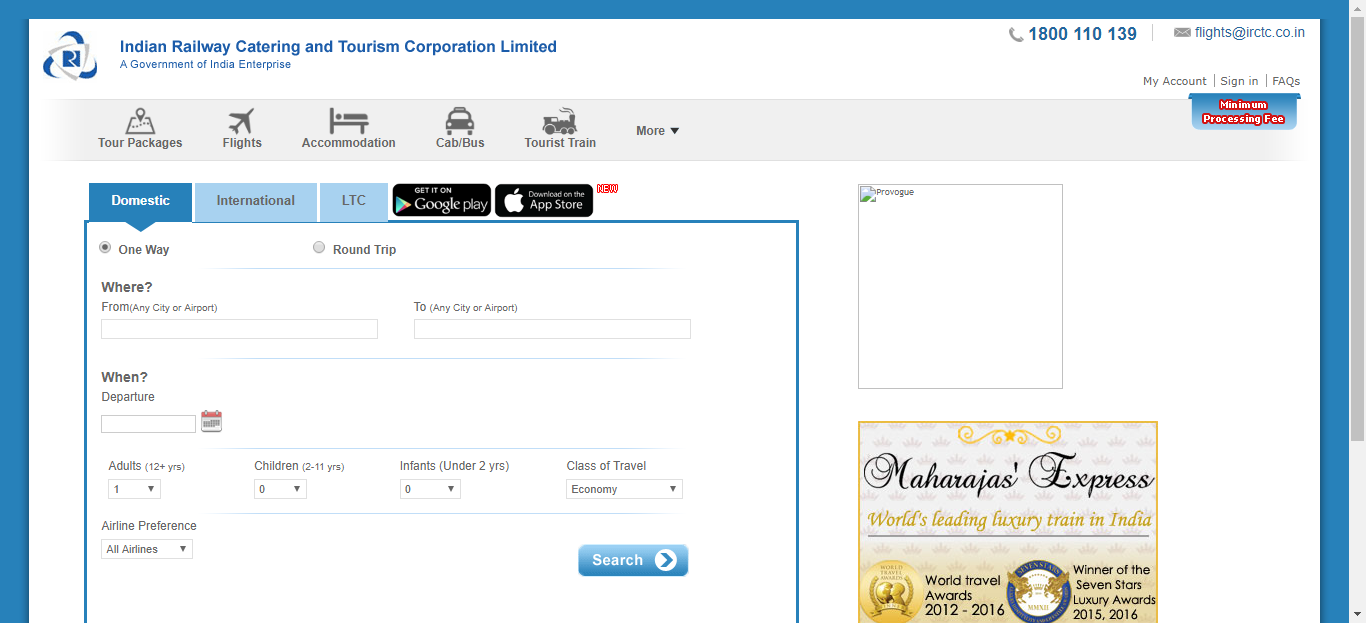 1800 110 139
flights@irctc.co.in
RI
Indian Railway Catering and Tourism Corporation Limited
A Government of India Enterprise
My Account
Sign in
FAQs
Minimum
Processing Fee
Tour Packages
Flights
Accommodation
Cab/Bus
Tourist Train
More
Domestic
International
LTC
GET IT ON
Google play
Download on the
App Store
NEW
One Way
Round Trip
Where?
From(Any City or Airport)
To (Any City or Airport)
When?
Departure
Adults (12+ yrs)
Children (2-11 yrs)
Infants (Under 2 yrs)
Class of Travel
1
0
0
Economy
Airline Preference
All Airlines
Search
Provogue
Maharajas' Express
World's leading luxury train in India
WORLD
TRAVEL
AWARDS
World travel
Awards
2012 - 2016
SEVEN STARS
MMXII
Winner of the
Seven Stars
Luxury Awards
2015, 2016